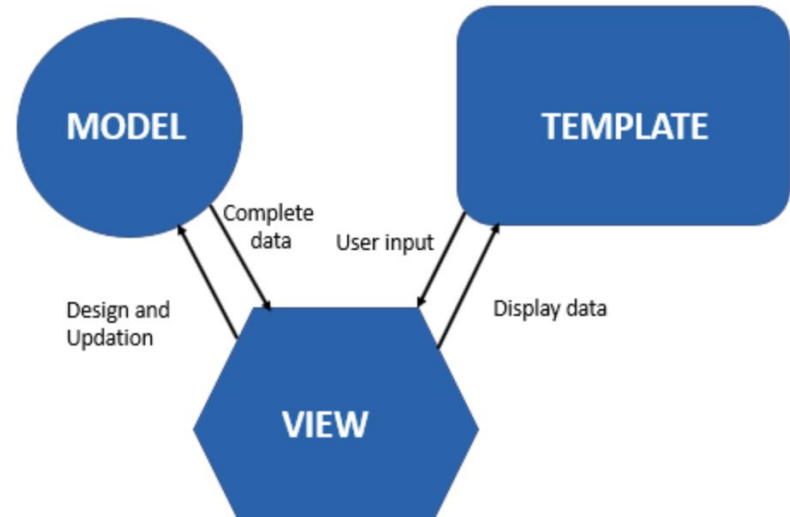 MODEL
TEMPLATE
Complete
data
User input
Design and
Updation
Display data
VIEW